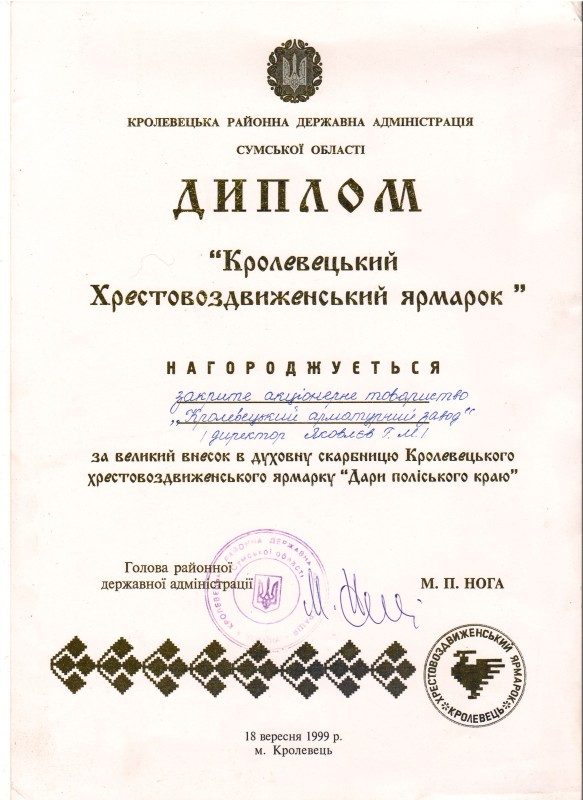 КРОЛЕВЕЦЬКА РАЙОННА ДЕРЖАВНА АДМІНІСТРАЦІЯ
СУМСЬКОЇ ОБЛАСТІ
ДИПЛОМ
“Кролевецький
Хрестовоздвиженський ярмарок ”
НАГОРОДЖУЄТЬСЯ
закрите акціонерне товариство
„Кролевецький арматурний завод“
/ директор Яковлєв Г. М /
за великий внесок в духовну скарбницю Кролевецького
хрестовоздвиженського ярмарку “Дари поліського краю”
Голова районної
державної адміністрації
М. П. НОГА
ХРЕСТОВОЗДВИЖЕНСЬКИЙ ЯРМАРОК
КРОЛЕВЕЦЬ
18 вересня 1999 р.
м. Кролевець